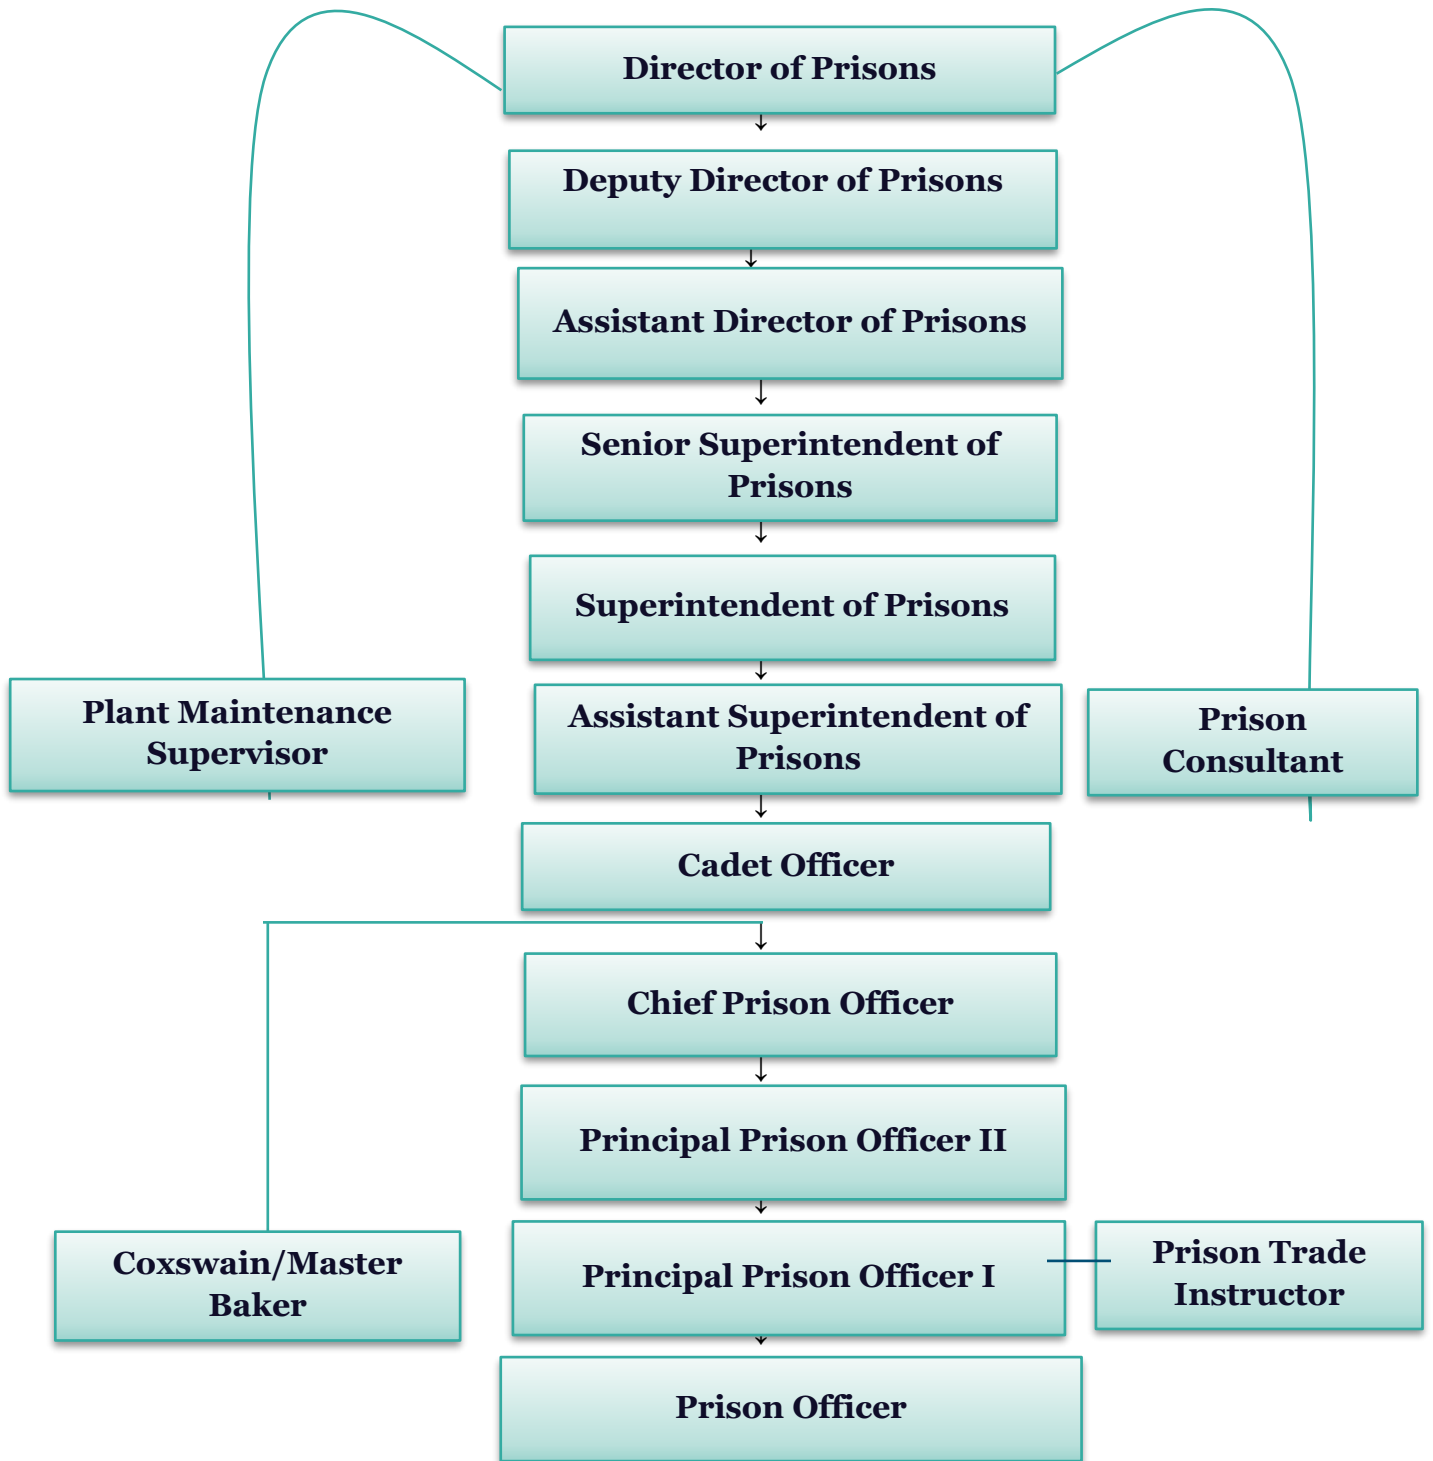 Director of Prisons
Deputy Director of Prisons
Assistant Director of Prisons
Senior Superintendent of
Prisons
Superintendent of Prisons
Plant Maintenance
Supervisor
Assistant Superintendent of
Prisons
Prison
Consultant
Cadet Officer
Chief Prison Officer
Principal Prison Officer II
Coxswain/Master
Baker
Principal Prison Officer I
Prison Trade
Instructor
Prison Officer